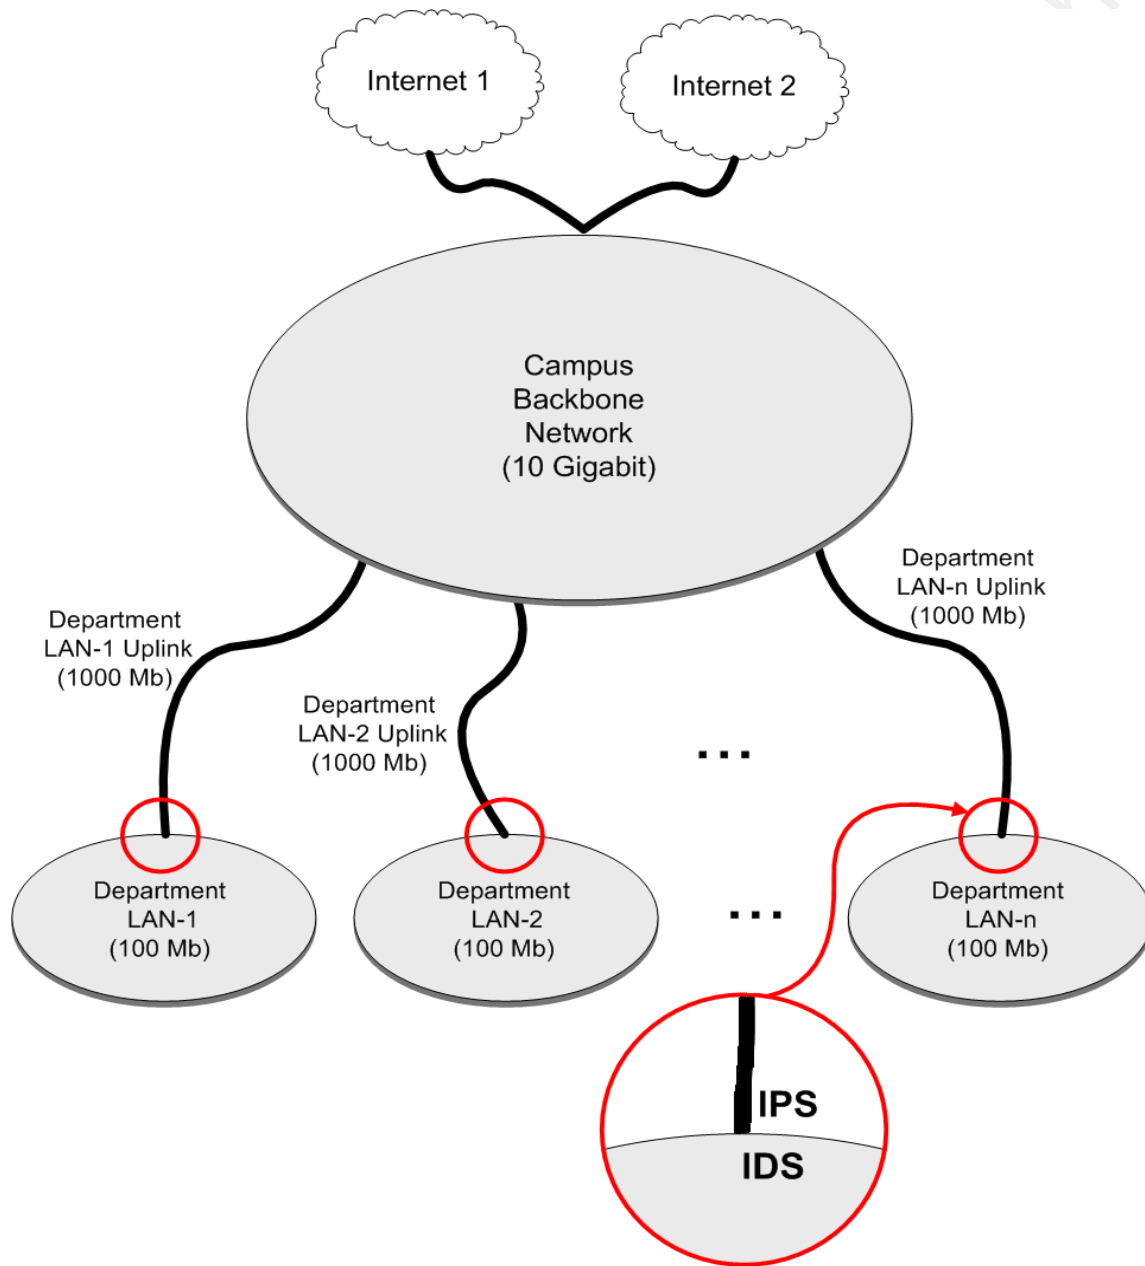 Internet 1
Internet 2
Campus
Backbone
Network
(10 Gigabit)
Department
LAN-1 Uplink
(1000 Mb)
Department
LAN-2 Uplink
(1000 Mb)
Department
LAN-n Uplink
(1000 Mb)
...
Department
LAN-1
(100 Mb)
Department
LAN-2
(100 Mb)
...
Department
LAN-n
(100 Mb)
IPS
IDS